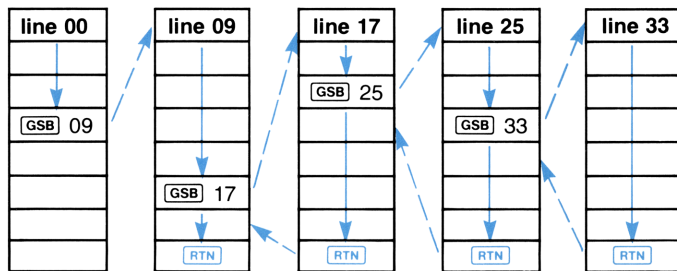 line 00 line 09 line 17 line 25 line 33
GSB 25
GSB 09 GSB 33
GSB 17
RTN RTN RTN RTN